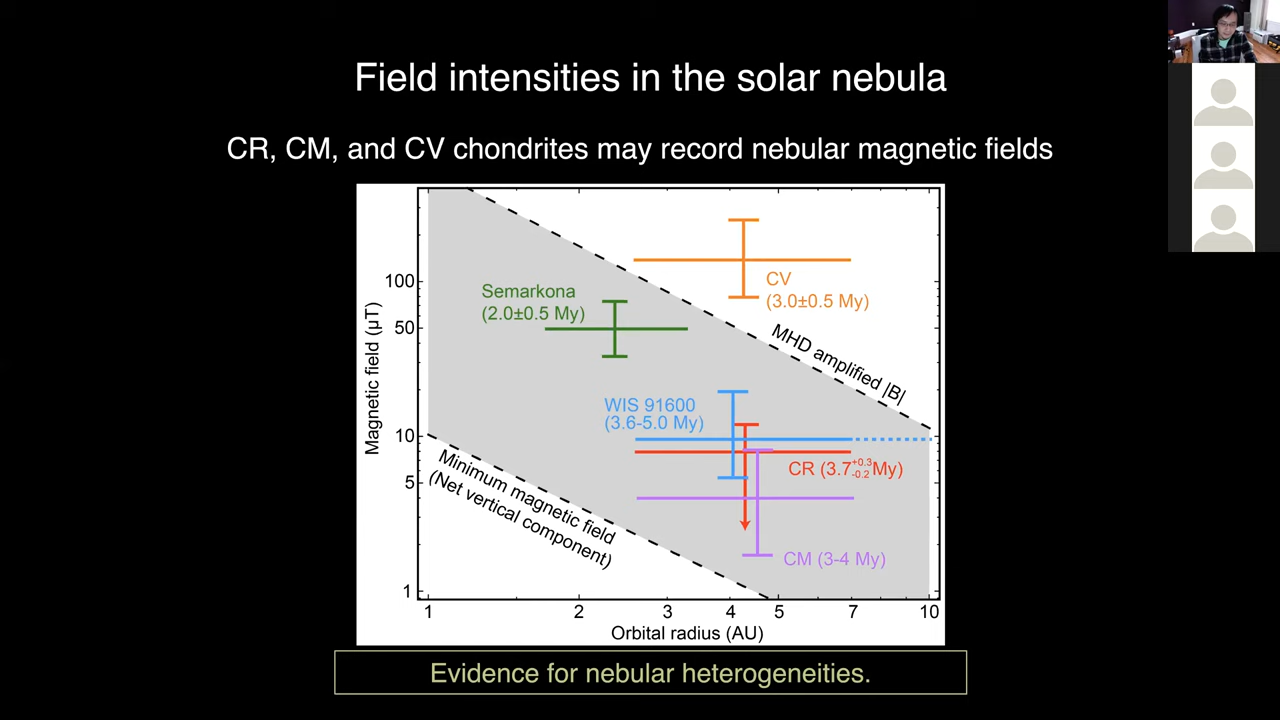 Field intensities in the solar nebula
CR, CM, and CV chondrites may record nebular magnetic fields
Magnetic field (μT)
100
50
10
5
1
Semarkona
(2.0±0.5 My)
CV
(3.0±0.5 My)
MHD amplified |B|
WIS 91600
(3.6-5.0 My)
CR (3.7+0.3-0.2My)
Minimum magnetic field
(Net vertical component)
CM (3-4 My)
1 2 3 4 5 7 10
Orbital radius (AU)
Evidence for nebular heterogeneities.